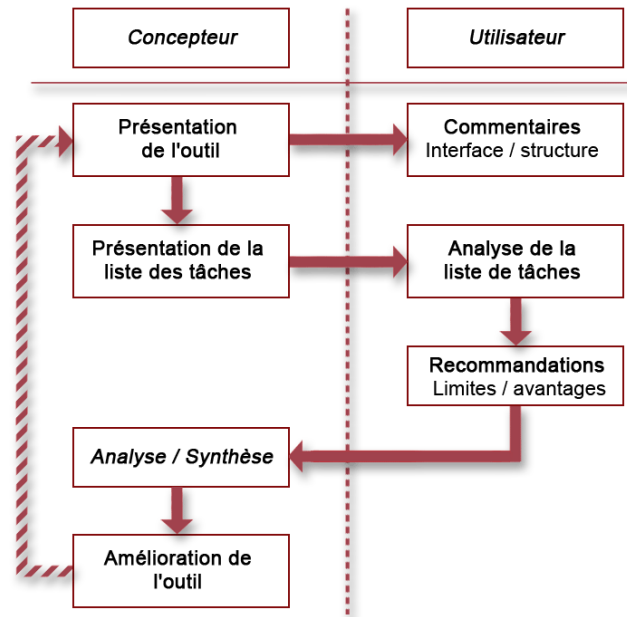 Concepteur
Utilisateur
Présentation
de l'outil
Commentaires
Interface / structure
Présentation de la
liste des tâches
Analyse de la
liste de tâches
Recommandations
Limites / avantages
Analyse / Synthèse
Amélioration de
l'outil